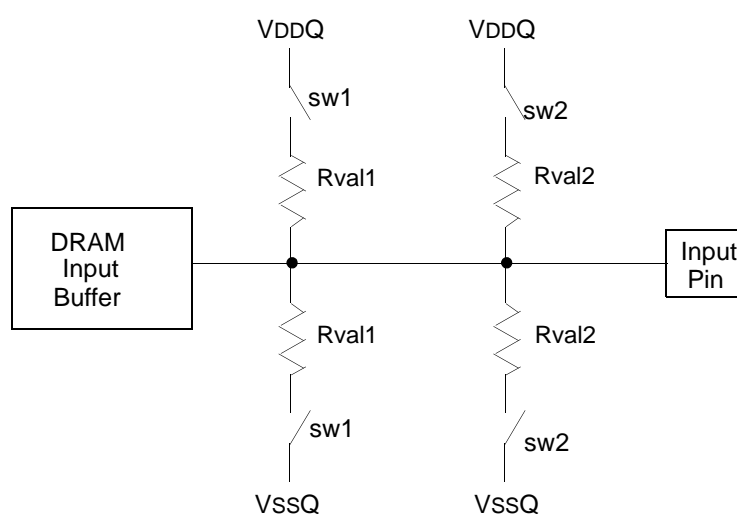 VDDQ
VDDQ
sw1
sw2
Rval1
Rval2
DRAM
Input
Buffer
Input
Pin
Rval1
Rval2
sw1
sw2
VSSQ
VSSQ